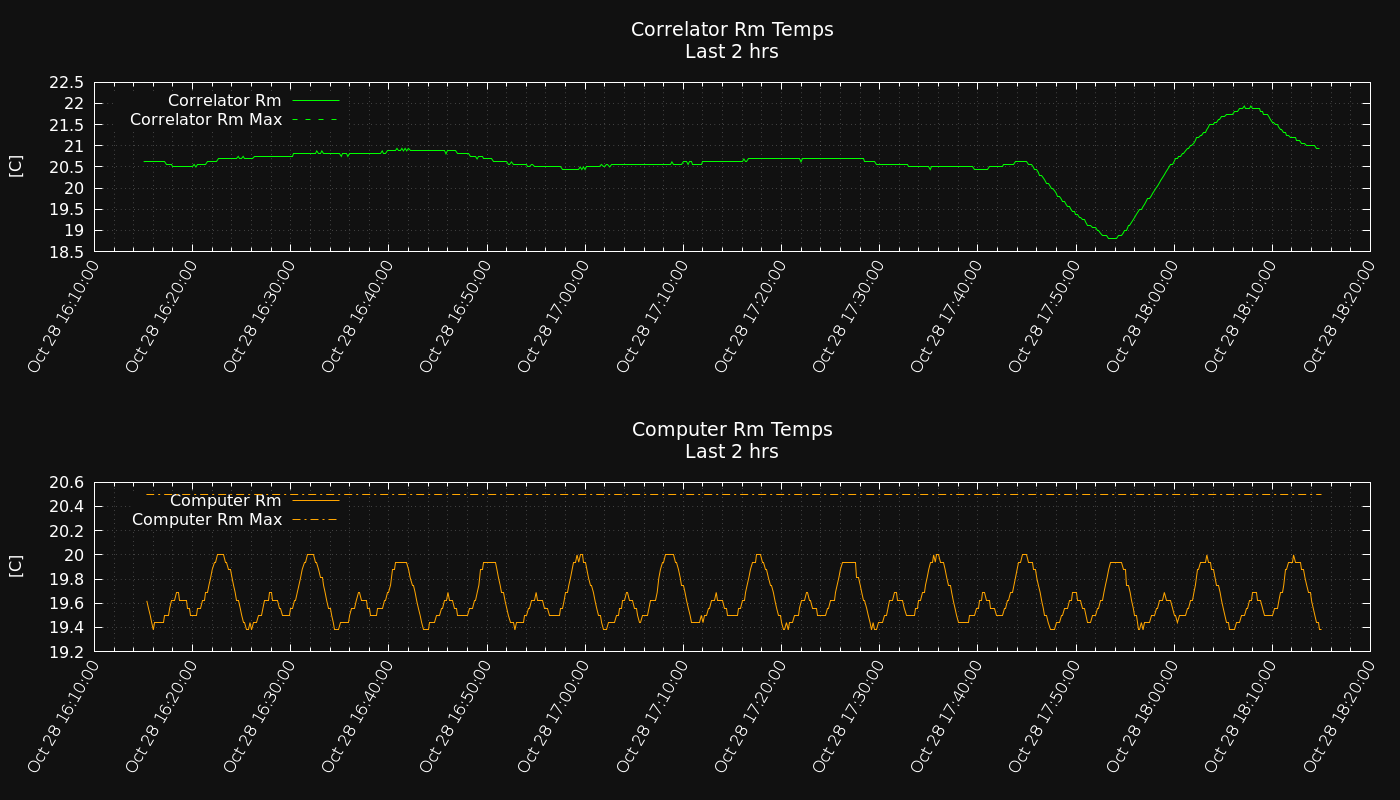 Correlator Rm Temps
Last 2 hrs
22.5
22
21.5
21
20.5
20
19.5
19
18.5
[C]
Correlator Rm
Correlator Rm Max
Oct 28 16:10:00
Oct 28 16:20:00
Oct 28 16:30:00
Oct 28 16:40:00
Oct 28 16:50:00
Oct 28 17:00:00
Oct 28 17:10:00
Oct 28 17:20:00
Oct 28 17:30:00
Oct 28 17:40:00
Oct 28 17:50:00
Oct 28 18:00:00
Oct 28 18:10:00
Oct 28 18:20:00
Computer Rm Temps
Last 2 hrs
20.6
20.4
20.2
20
19.8
19.6
19.4
19.2
[C]
Computer Rm
Computer Rm Max
Oct 28 16:10:00
Oct 28 16:20:00
Oct 28 16:30:00
Oct 28 16:40:00
Oct 28 16:50:00
Oct 28 17:00:00
Oct 28 17:10:00
Oct 28 17:20:00
Oct 28 17:30:00
Oct 28 17:40:00
Oct 28 17:50:00
Oct 28 18:00:00
Oct 28 18:10:00
Oct 28 18:20:00